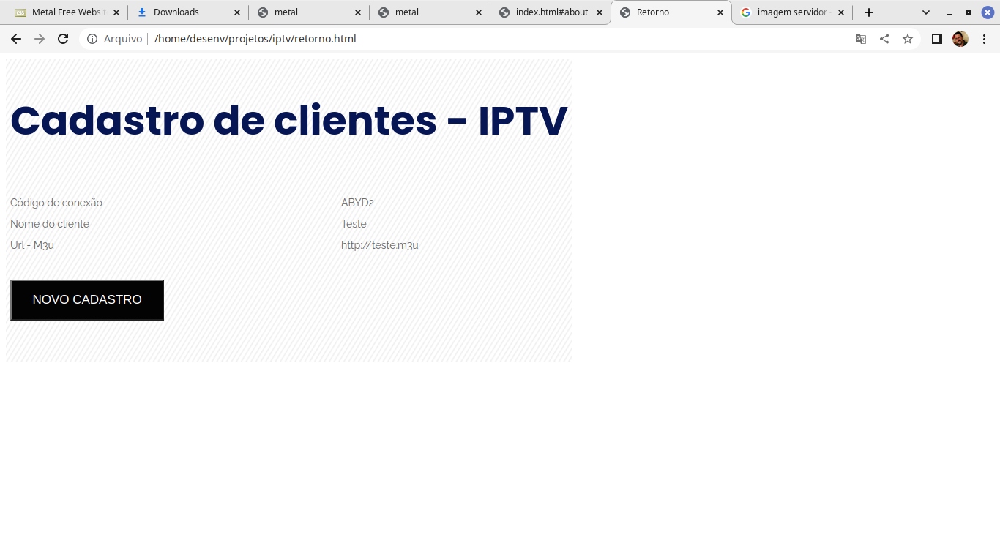 Metal Free Websit
Downloads
metal
metal
index.html#about
Retorno
imagem servidor -
Arquivo
/home/desenv/projetos/iptv/retorno.html
Cadastro de clientes - IPTV
Código de conexão ABYD2
Nome do cliente Teste
Url - M3u http://teste.m3u
NOVO CADASTRO